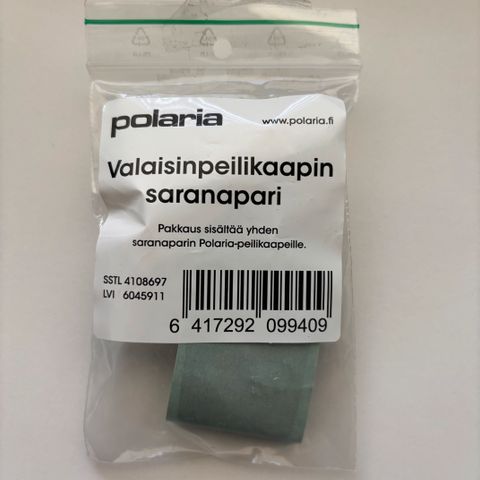 polaria
www.polaria.fi
Valaisinpeilikaapin
saranapari
Pakkaus sisältää yhden
saranaparin Polaria-peilikaapeille.
SSTL 4108697
LVI 6045911
6 417292 099409